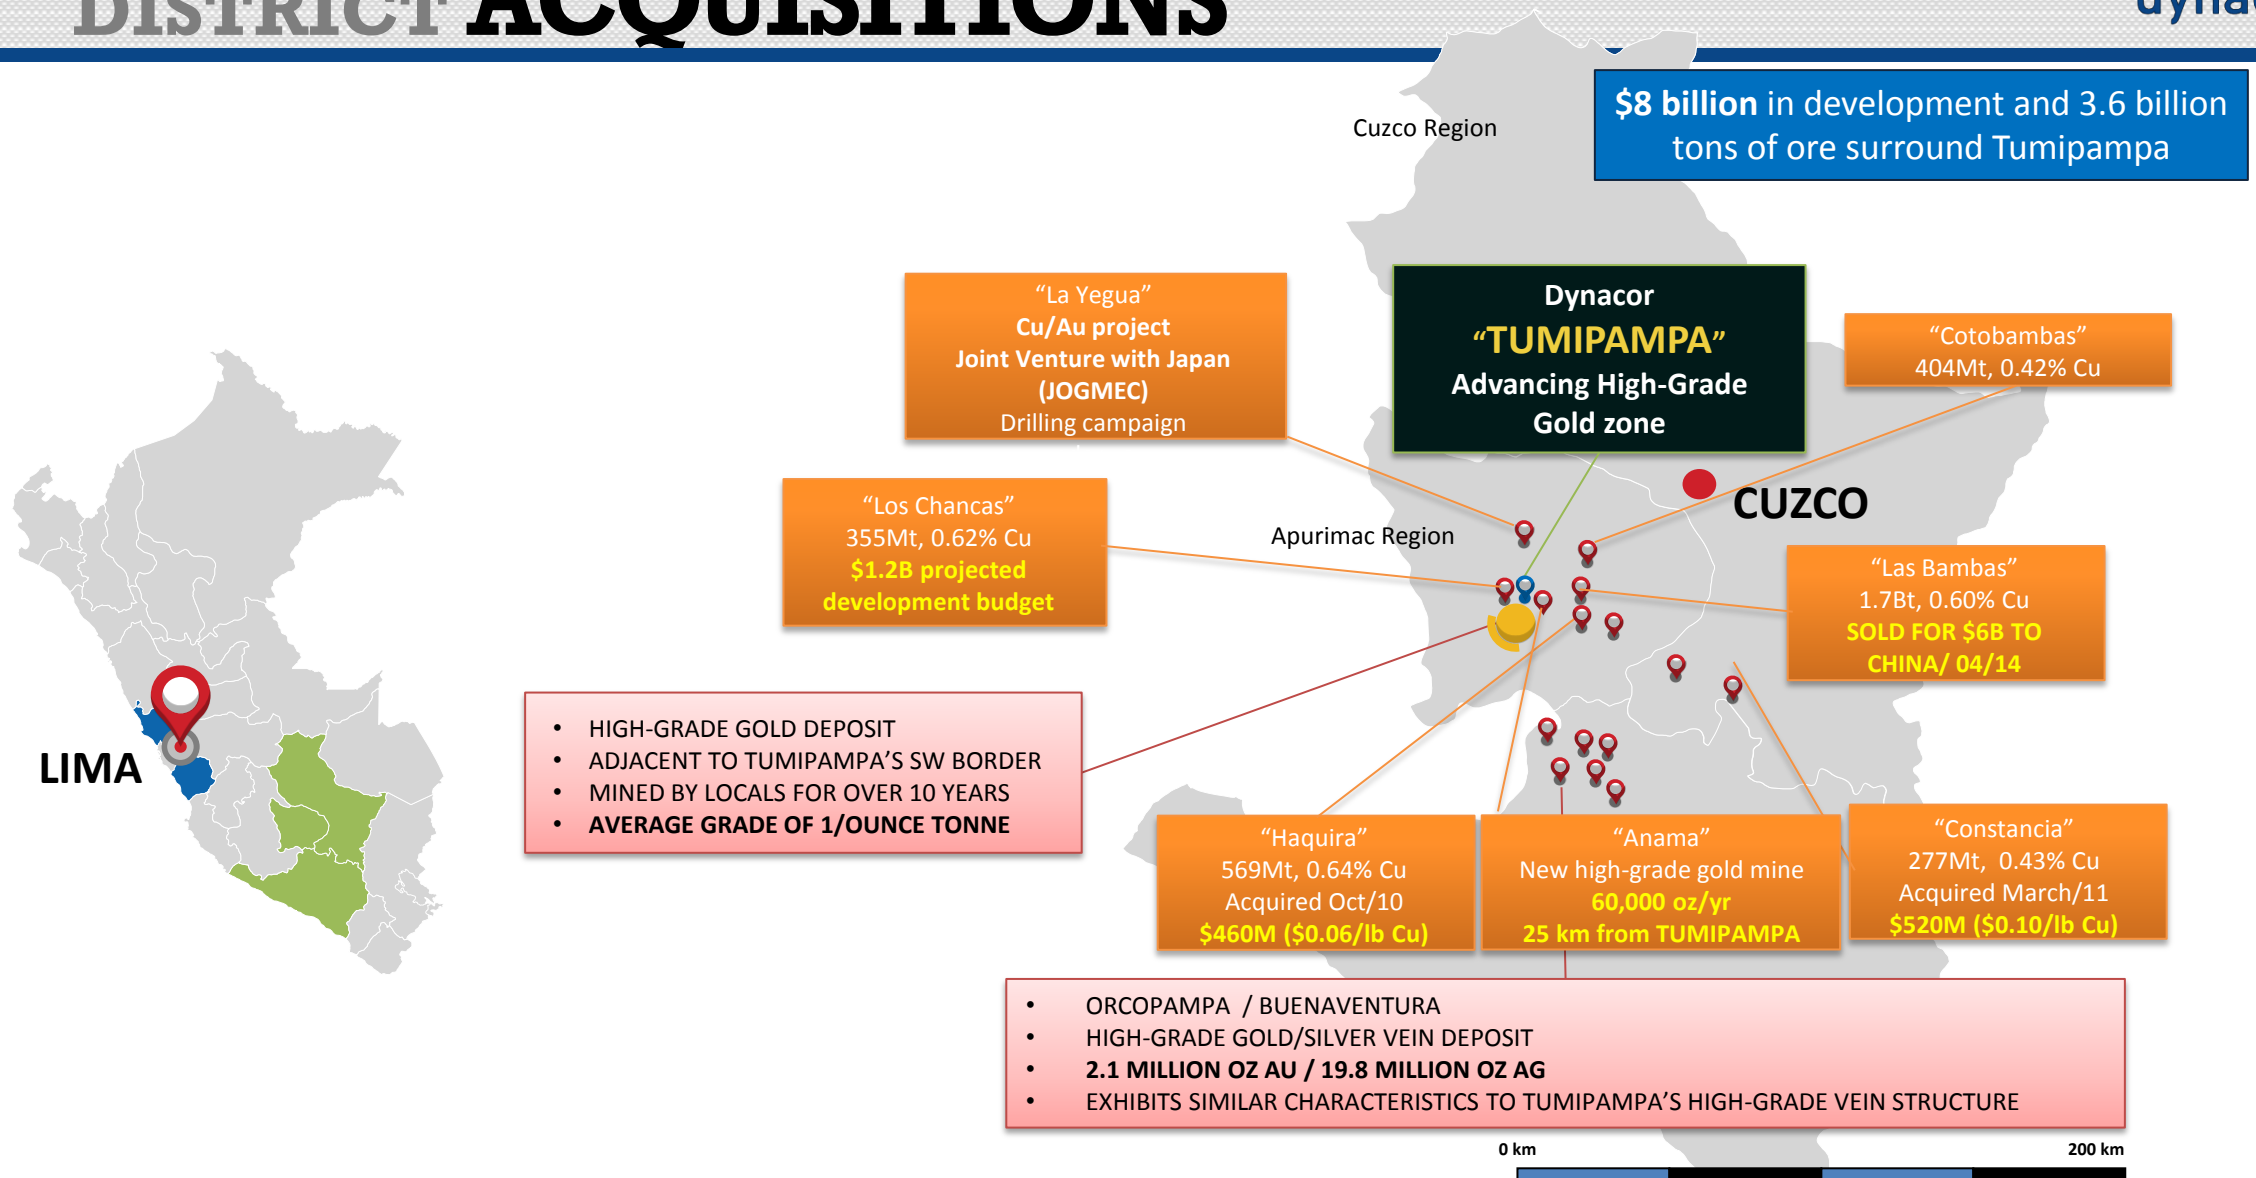 DISTRICT ACQUISITIONS
Cuzco Region
$8 billion in development and 3.6 billion
tons of ore surround Tumipampa
"La Yegua"
Cu/Au project
Joint Venture with Japan
(JOGMEC)
Drilling campaign
Dynacor
"TUMIPAMPA"
Advancing High-Grade
Gold zone
"Cotobambas"
404Mt, 0.42% Cu
CUZCO
"Los Chancas"
355Mt, 0.62% Cu
$1.2B projected
development budget
Apurimac Region
"Las Bambas"
1.7Bt, 0.60% Cu
SOLD FOR $6B TO
CHINA/ 04/14
LIMA
• HIGH-GRADE GOLD DEPOSIT
• ADJACENT TO TUMIPAMPA'S SW BORDER
• MINED BY LOCALS FOR OVER 10 YEARS
• AVERAGE GRADE OF 1/OUNCE TONNE
"Haquira"
569Mt, 0.64% Cu
Acquired Oct/10
$460M ($0.06/lb Cu)
"Anama"
New high-grade gold mine
60,000 oz/yr
25 km from TUMIPAMPA
"Constancia"
277Mt, 0.43% Cu
Acquired March/11
$520M ($0.10/lb Cu)
• ORCOPAMPA / BUENAVENTURA
• HIGH-GRADE GOLD/SILVER VEIN DEPOSIT
• 2.1 MILLION OZ AU / 19.8 MILLION OZ AG
• EXHIBITS SIMILAR CHARACTERISTICS TO TUMIPAMPA'S HIGH-GRADE VEIN STRUCTURE
0 km
200 km